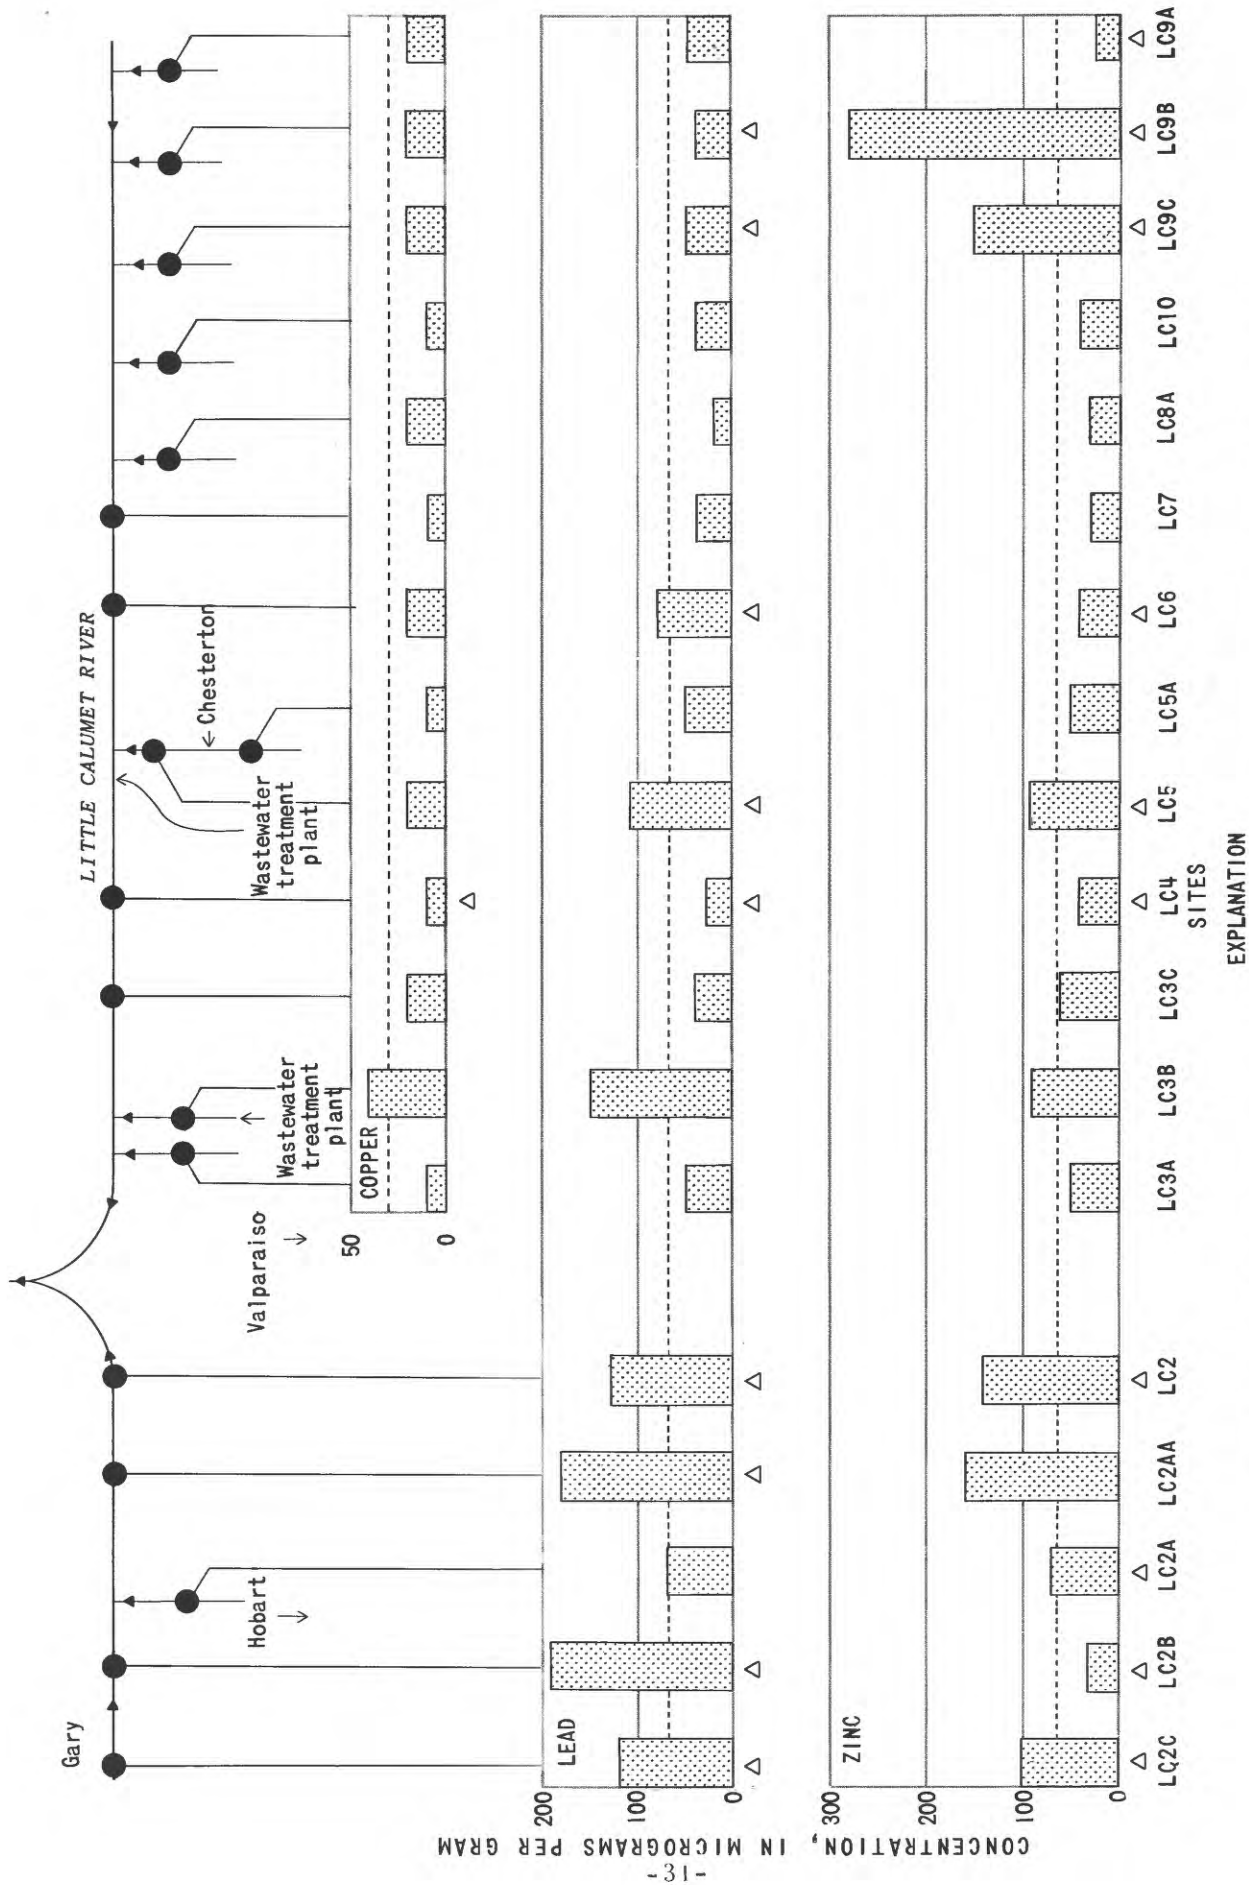 Gary
LITTLE CALUMET RIVER
Hobart
Valparaiso
Wastewater
treatment
plant
Wastewater
treatment
plant
Chesterton
50
0
COPPER
CONCENTRATION, IN MICROGRAMS PER GRAM
200
100
0
LEAD
300
200
100
0
ZINC
LC2C LC2B LC2A LC2AA LC2 LC3A LC3B LC3C LC4 LC5 LC5A LC6 LC7 LC8A LC10 LC9C LC9B LC9A
SITES
EXPLANATION
-31-